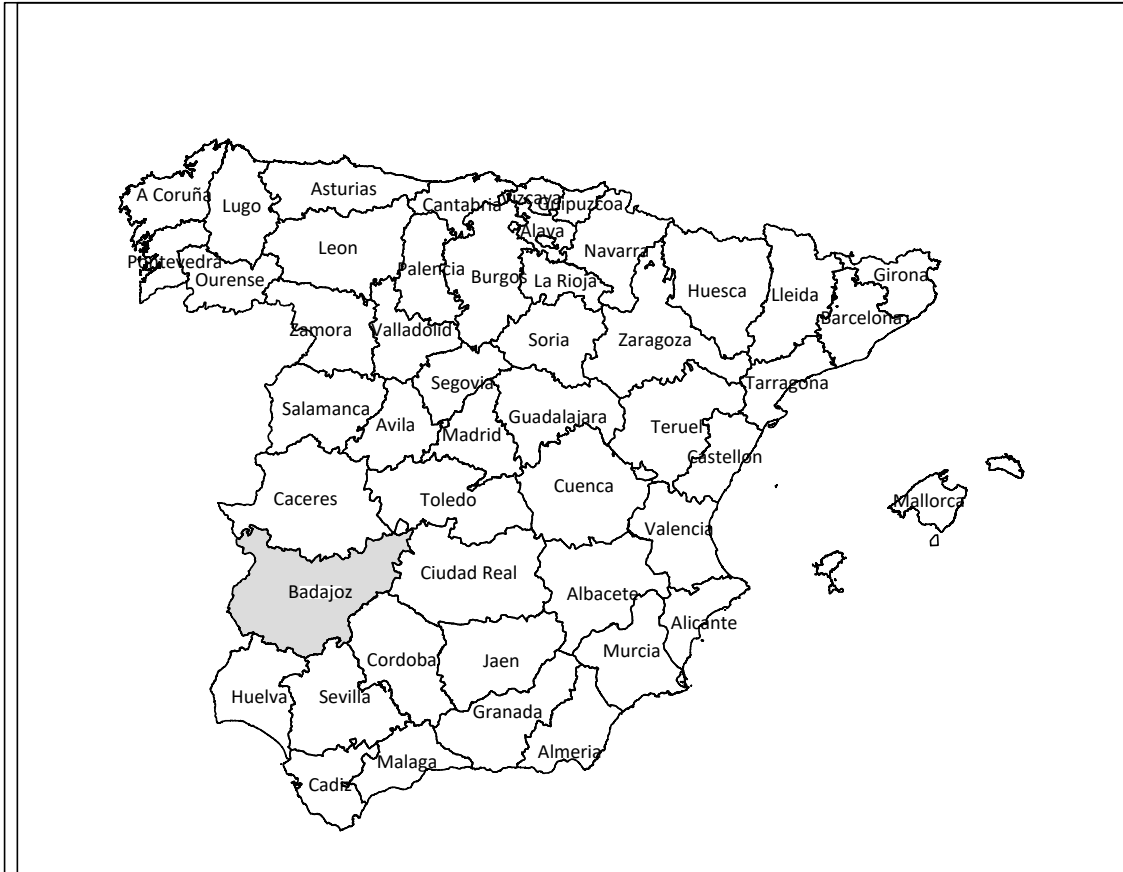 Asturias
A Coruña
Lugo
Cantabria
Vizcaya
Guipuzcoa
Alava
Leon
Navarra
Pontevedra
Ourense
Palencia
Burgos
La Rioja
Huesca
Lleida
Girona
Barcelona
Zamora
Valladolid
Soria
Zaragoza
Segovia
Tarragona
Salamanca
Avila
Guadalajara
Madrid
Teruel
Castellon
Caceres
Toledo
Cuenca
Mallorca
Valencia
Ciudad Real
Badajoz
Albacete
Alicante
Cordoba
Jaen
Murcia
Huelva
Sevilla
Granada
Almeria
Malaga
Cadiz